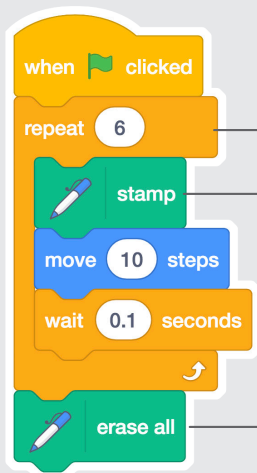 when clicked
repeat 6
stamp
move 10 steps
wait 0.1 seconds
erase all